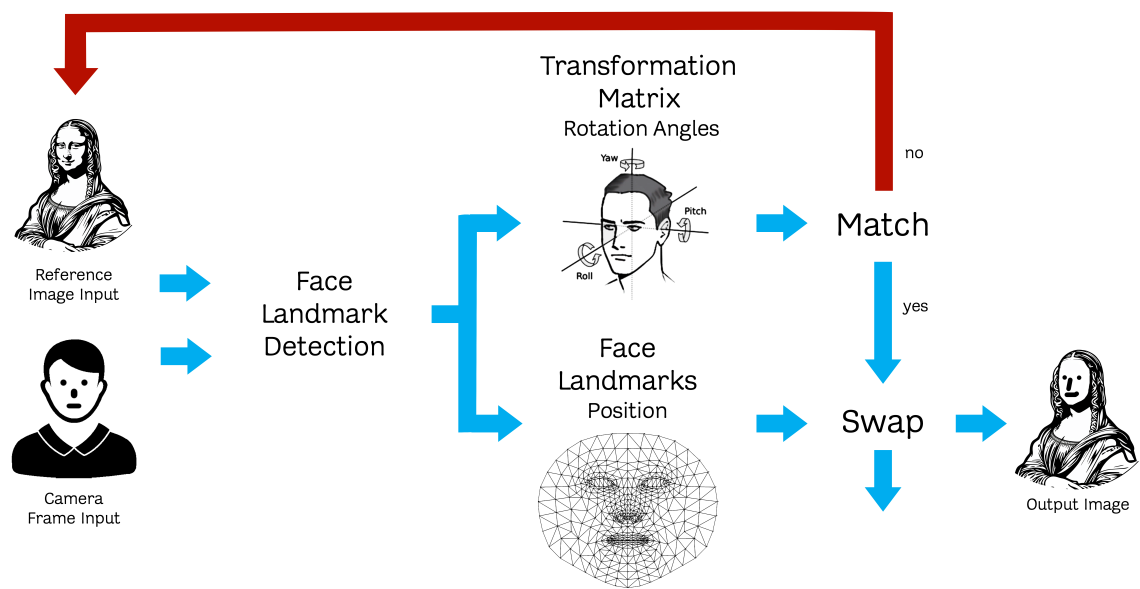 Reference
Image Input
Camera
Frame Input
Face
Landmark
Detection
Transformation
Matrix
Rotation Angles
Yaw
Pitch
Roll
Face
Landmarks
Position
no
Match
yes
Swap
Output Image